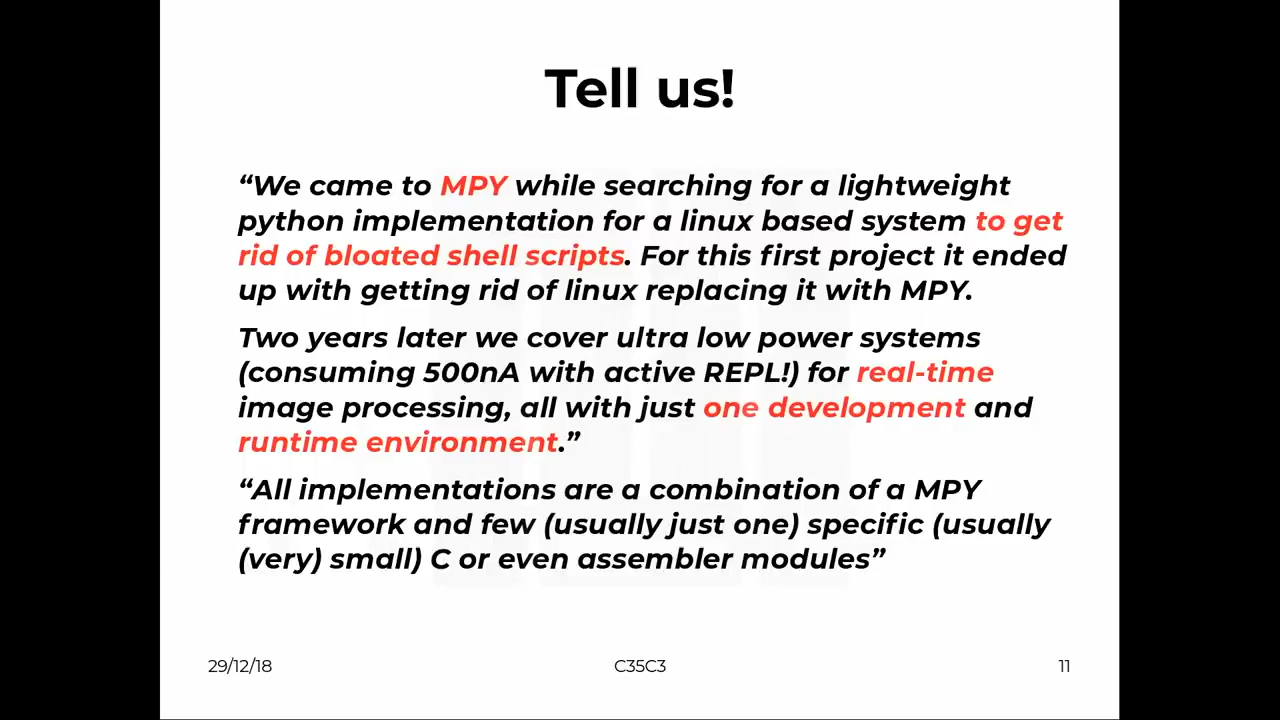 Tell us!
“We came to MPY while searching for a lightweight
python implementation for a linux based system to get
rid of bloated shell scripts. For this first project it ended
up with getting rid of linux replacing it with MPY.
Two years later we cover ultra low power systems
(consuming 500nA with active REPL!) for real-time
image processing, all with just one development and
runtime environment.”
“All implementations are a combination of a MPY
framework and few (usually just one) specific (usually
(very) small) C or even assembler modules”
29/12/18 C35C3 11